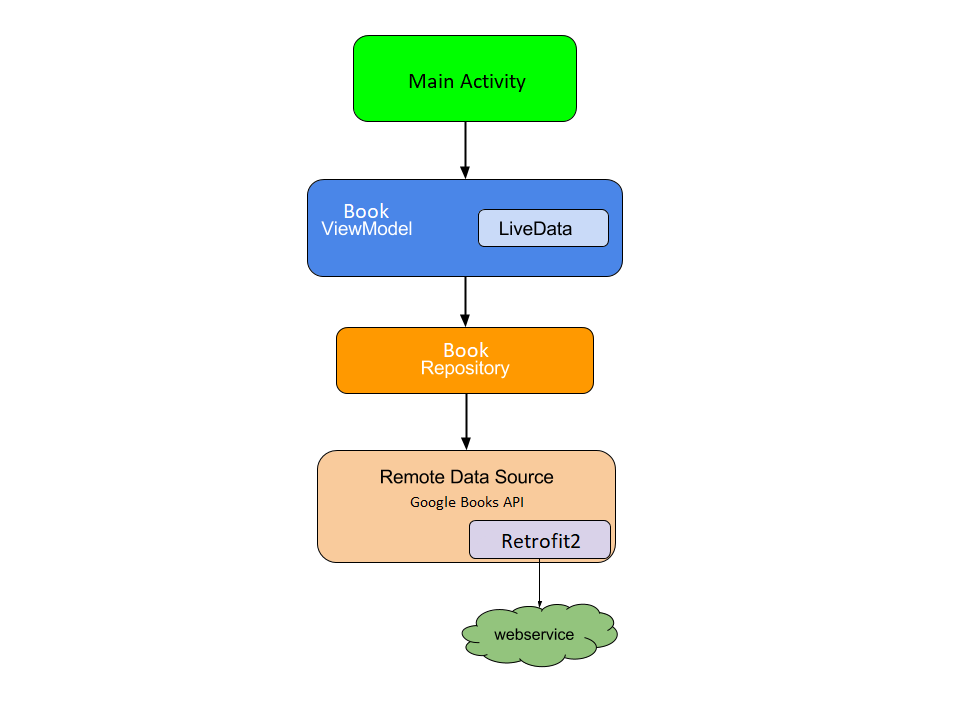 Main Activity
Book
ViewModel
LiveData
Book
Repository
Remote Data Source
Google Books API
Retrofit2
webservice